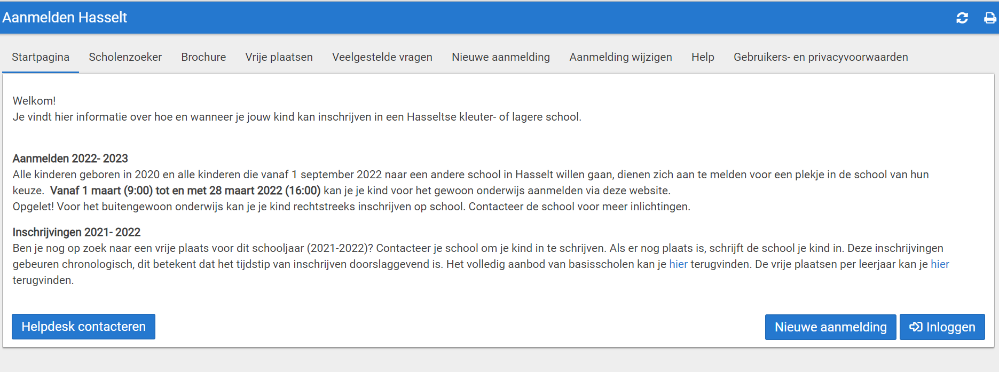 Aanmelden Hasselt
Startpagina Scholenzoeker Brochure Vrije plaatsen Veelgestelde vragen Nieuwe aanmelding Aanmelding wijzigen Help Gebruikers- en privacyvoorwaarden
Welkom!
Je vindt hier informatie over hoe en wanneer je jouw kind kan inschrijven in een Hasseltse kleuter- of lagere school.
Aanmelden 2022- 2023
Alle kinderen geboren in 2020 en alle kinderen die vanaf 1 september 2022 naar een andere school in Hasselt willen gaan, dienen zich aan te melden voor een plekje in de school van hun
keuze. Vanaf 1 maart (9:00) tot en met 28 maart 2022 (16:00) kan je je kind voor het gewoon onderwijs aanmelden via deze website.
Opgelet! Voor het buitengewoon onderwijs kan je je kind rechtstreeks inschrijven op school. Contacteer de school voor meer inlichtingen.
Inschrijvingen 2021- 2022
Ben je nog op zoek naar een vrije plaats voor dit schooljaar (2021-2022)? Contacteer je school om je kind in te schrijven. Als er nog plaats is, schrijft de school je kind in. Deze inschrijvingen
gebeuren chronologisch, dit betekent dat het tijdstip van inschrijven doorslaggevend is. Het volledig aanbod van basisscholen kan je hier terugvinden. De vrije plaatsen per leerjaar kan je hier
terugvinden.
Helpdesk contacteren Nieuwe aanmelding Inloggen